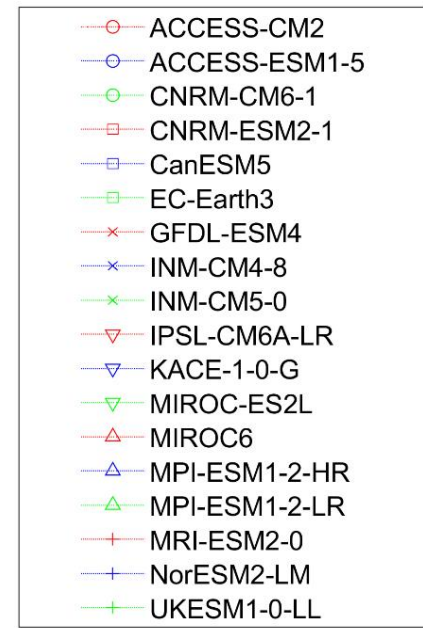 ACCESS-CM2
ACCESS-ESM1-5
CNRM-CM6-1
CNRM-ESM2-1
CanESM5
EC-Earth3
GFDL-ESM4
INM-CM4-8
INM-CM5-0
IPSL-CM6A-LR
KACE-1-0-G
MIROC-ES2L
MIROC6
MPI-ESM1-2-HR
MPI-ESM1-2-LR
MRI-ESM2-0
NorESM2-LM
UKESM1-0-LL